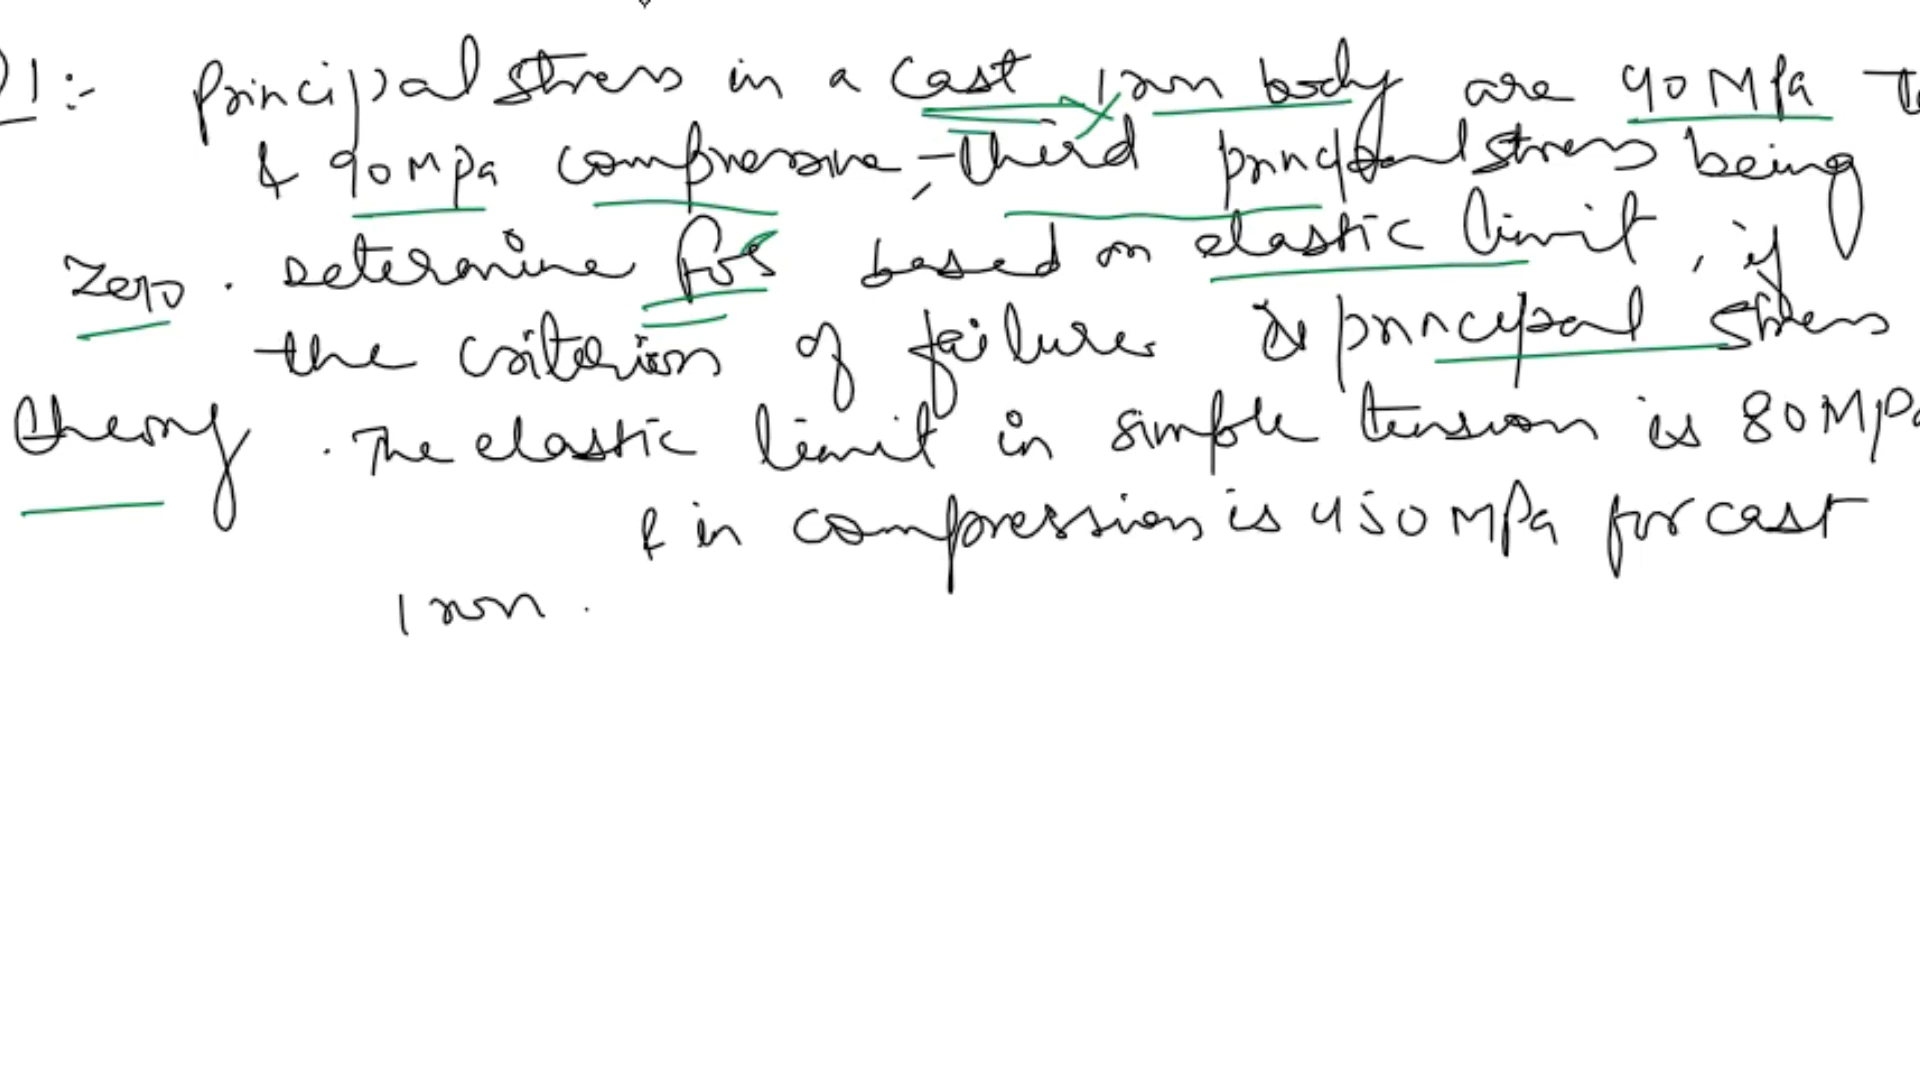 Q1:- Principal stress in a cast Iron body are 40 MPa
& 90 Mpa compressive, third principal stress being
zero. Determine fos based on elastic limit, if
the criterion of failure is principal stress
theory. The elastic limit in simple tension is 80 MPa
& in compression is 450 MPa for cast
Iron.